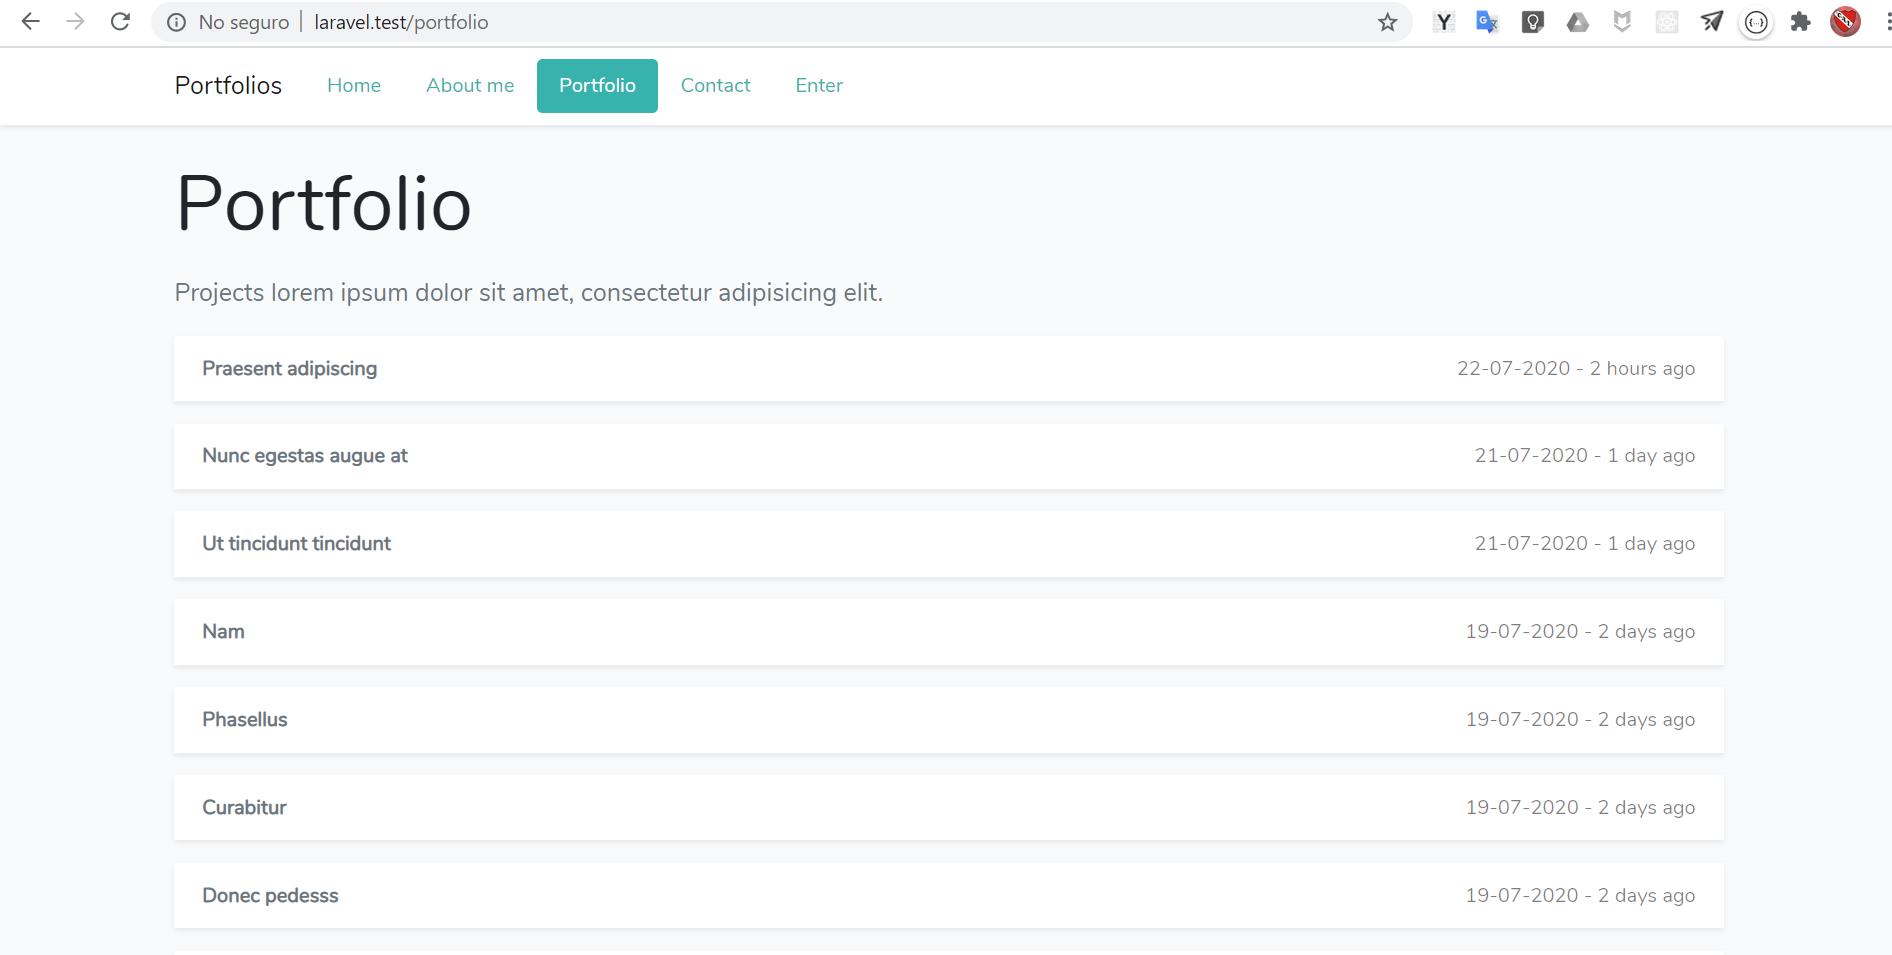 No seguro | laravel.test/portfolio
Portfolios Home About me Portfolio Contact Enter
Portfolio
Projects lorem ipsum dolor sit amet, consectetur adipisicing elit.
Praesent adipiscing 22-07-2020 - 2 hours ago
Nunc egestas augue at 21-07-2020 - 1 day ago
Ut tincidunt tincidunt 21-07-2020 - 1 day ago
Nam 19-07-2020 - 2 days ago
Phasellus 19-07-2020 - 2 days ago
Curabitur 19-07-2020 - 2 days ago
Donec pedesss 19-07-2020 - 2 days ago